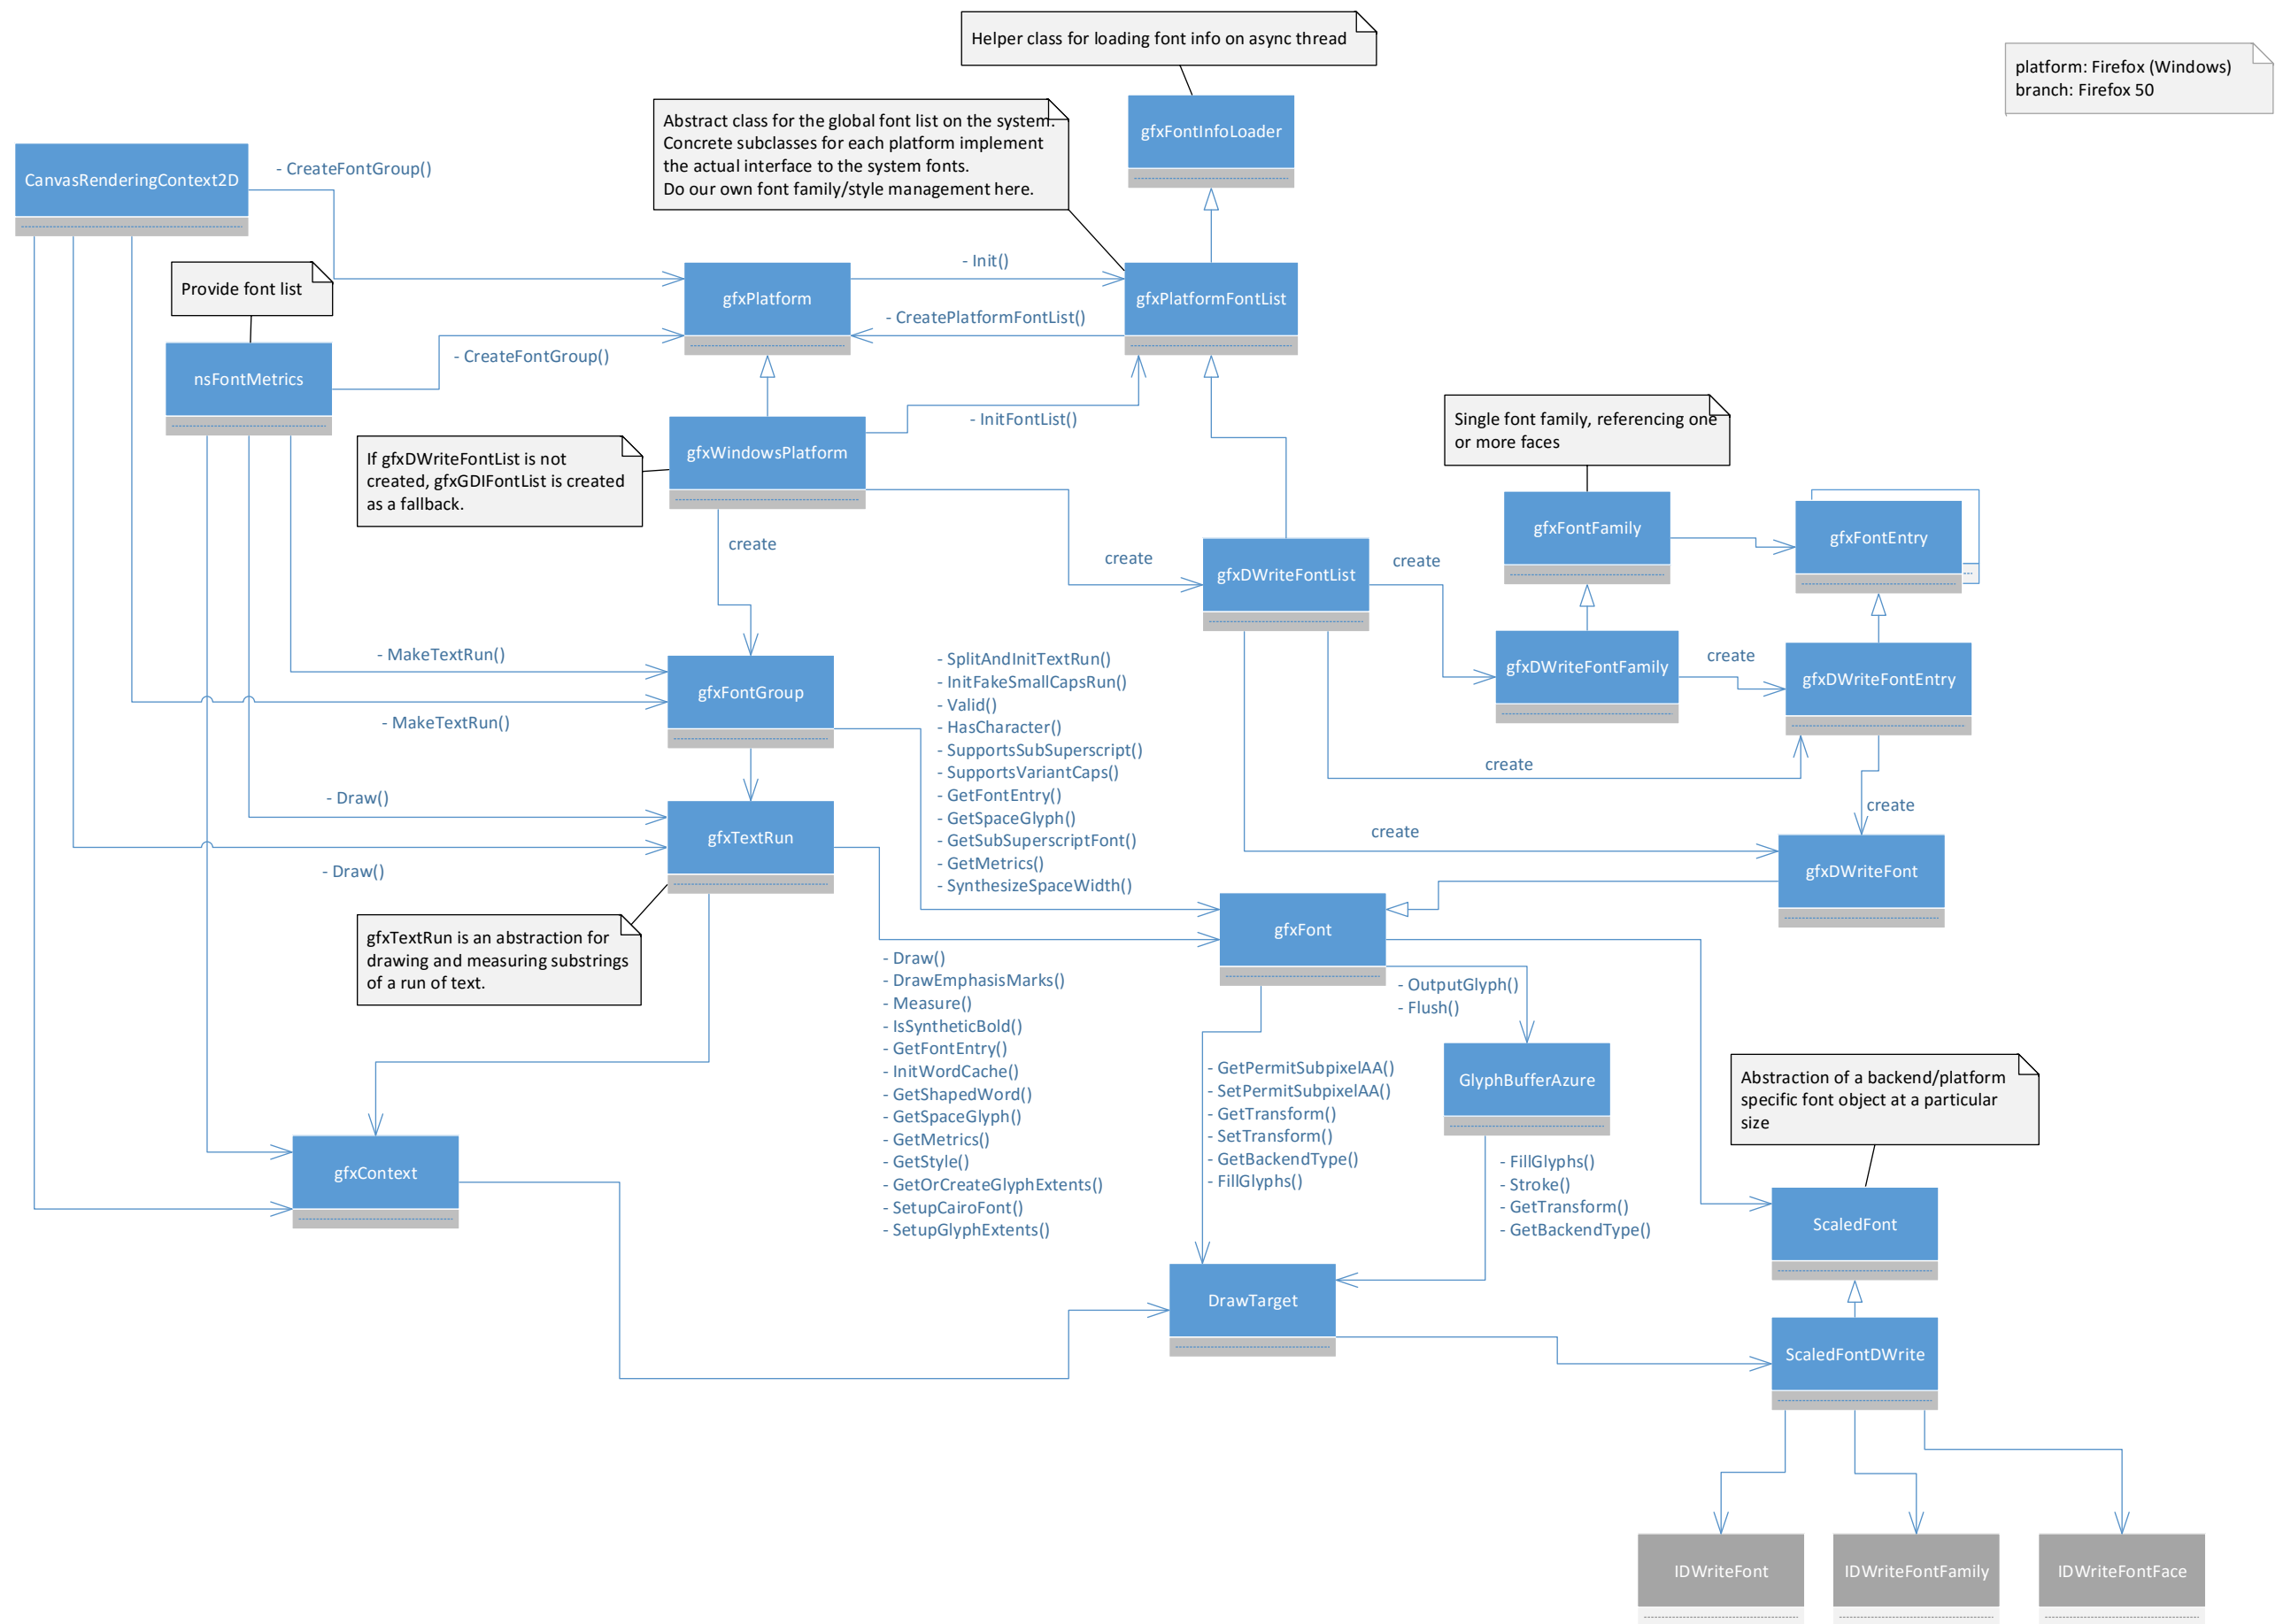 Helper class for loading font info on async thread
platform: Firefox (Windows)
branch: Firefox 50
Abstract class for the global font list on the system.
Concrete subclasses for each platform implement
the actual interface to the system fonts.
Do our own font family/style management here.
gfxFontInfoLoader
CanvasRenderingContext2D
- CreateFontGroup()
Provide font list
- Init()
gfxPlatform
gfxPlatformFontList
- CreatePlatformFontList()
- CreateFontGroup()
nsFontMetrics
- InitFontList()
Single font family, referencing one
or more faces
If gfxDWriteFontList is not
created, gfxGDIFontList is created
as a fallback.
gfxWindowsPlatform
gfxFontFamily
gfxFontEntry
create
create
create
gfxDWriteFontList
gfxDWriteFontFamily
create
gfxDWriteFontEntry
- MakeTextRun()
gfxFontGroup
- MakeTextRun()
- SplitAndInitTextRun()
- InitFakeSmallCapsRun()
- Valid()
- HasCharacter()
- SupportsSubSuperscript()
- SupportsVariantCaps()
- GetFontEntry()
- GetSpaceGlyph()
- GetSubSuperscriptFont()
- GetMetrics()
- SynthesizeSpaceWidth()
create
create
create
- Draw()
gfxTextRun
- Draw()
gfxDWriteFont
gfxFont
gfxTextRun is an abstraction for
drawing and measuring substrings
of a run of text.
- Draw()
- DrawEmphasisMarks()
- Measure()
- IsSyntheticBold()
- GetFontEntry()
- InitWordCache()
- GetShapedWord()
- GetSpaceGlyph()
- GetMetrics()
- GetStyle()
- GetOrCreateGlyphExtents()
- SetupCairoFont()
- SetupGlyphExtents()
- OutputGlyph()
- Flush()
- GetPermitSubpixelAA()
- SetPermitSubpixelAA()
- GetTransform()
- SetTransform()
- GetBackendType()
- FillGlyphs()
GlyphBufferAzure
Abstraction of a backend/platform
specific font object at a particular
size
- FillGlyphs()
- Stroke()
- GetTransform()
- GetBackendType()
gfxContext
ScaledFont
DrawTarget
ScaledFontDWrite
IDWriteFont
IDWriteFontFamily
IDWriteFontFace